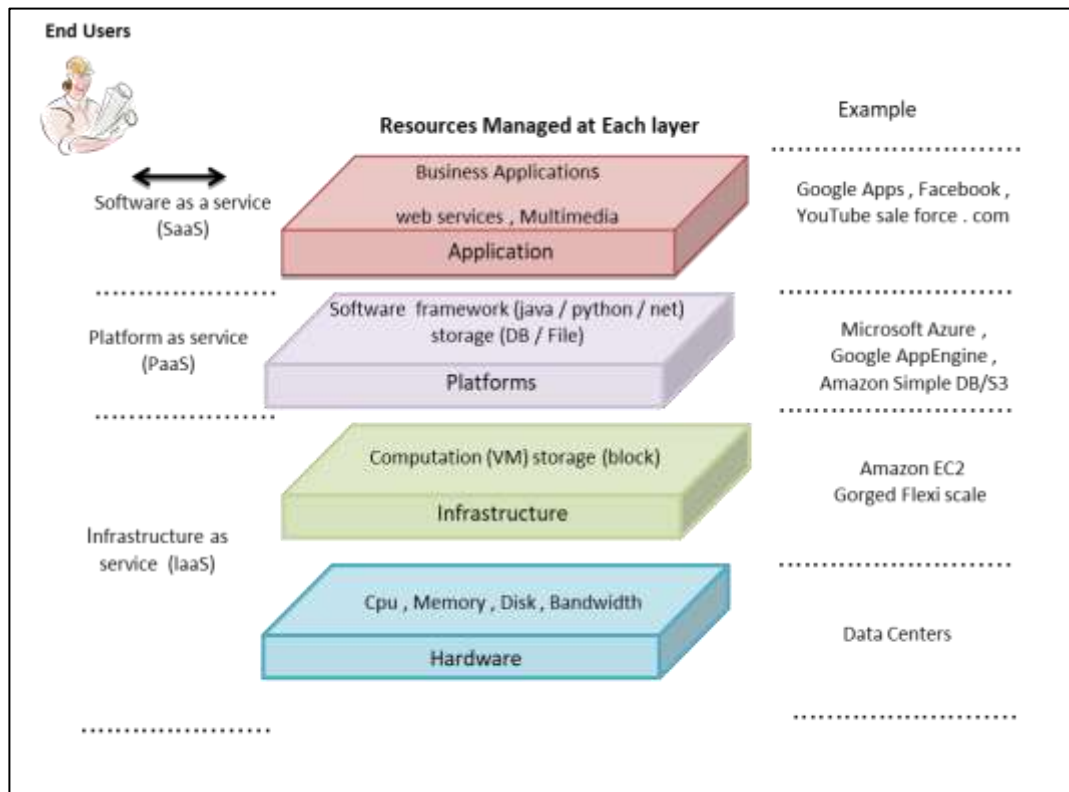 End Users
Example
Resources Managed at Each layer
Software as a service
(SaaS)
Business Applications
web services , Multimedia
Application
Google Apps , Facebook ,
YouTube sale force . com
Platform as service
(PaaS)
Software framework (java / python / net)
storage (DB / File)
Platforms
Microsoft Azure ,
Google AppEngine ,
Amazon Simple DB/S3
Infrastructure as
service (IaaS)
Computation (VM) storage (block)
Infrastructure
Amazon EC2
Gorged Flexi scale
Cpu , Memory , Disk , Bandwidth
Hardware
Data Centers